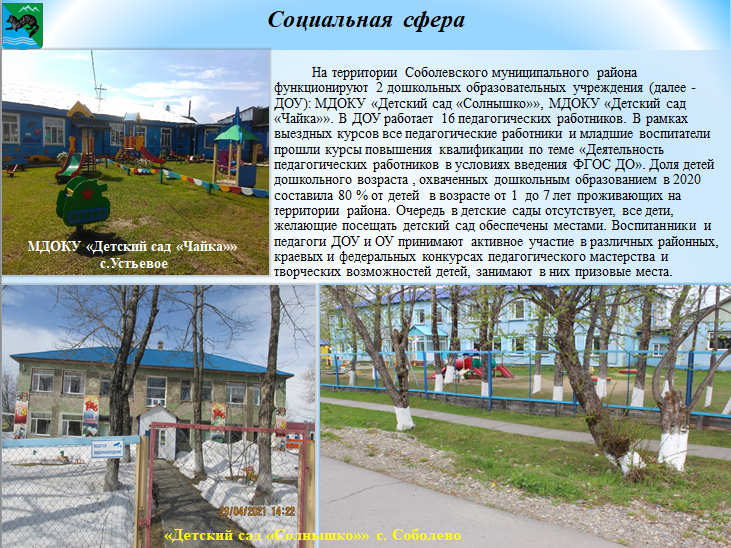 Социальная сфера
На территории Соболевского муниципального района
функционируют 2 дошкольных образовательных учреждения (далее -
ДОУ): МДОКУ «Детский сад «Солнышко»», МДОКУ «Детский сад
«Чайка»». В ДОУ работает 16 педагогических работников. В рамках
выездных курсов все педагогические работники и младшие воспитатели
прошли курсы повышения квалификации по теме «Деятельность
педагогических работников в условиях введения ФГОС ДО». Доля детей
дошкольного возраста , охваченных дошкольным образованием в 2020
составила 80 % от детей в возрасте от 1 до 7 лет проживающих на
территории района. Очередь в детские сады отсутствует, все дети,
желающие посещать детский сад обеспечены местами. Воспитанники и
педагоги ДОУ и ОУ принимают активное участие в различных районных,
краевых и федеральных конкурсах педагогического мастерства и
творческих возможностей детей, занимают в них призовые места.
МДОКУ «Детский сад «Чайка»»
с.Устьевое
23/04/2021 14:22
«Детский сад «Солнышко»» с. Соболево